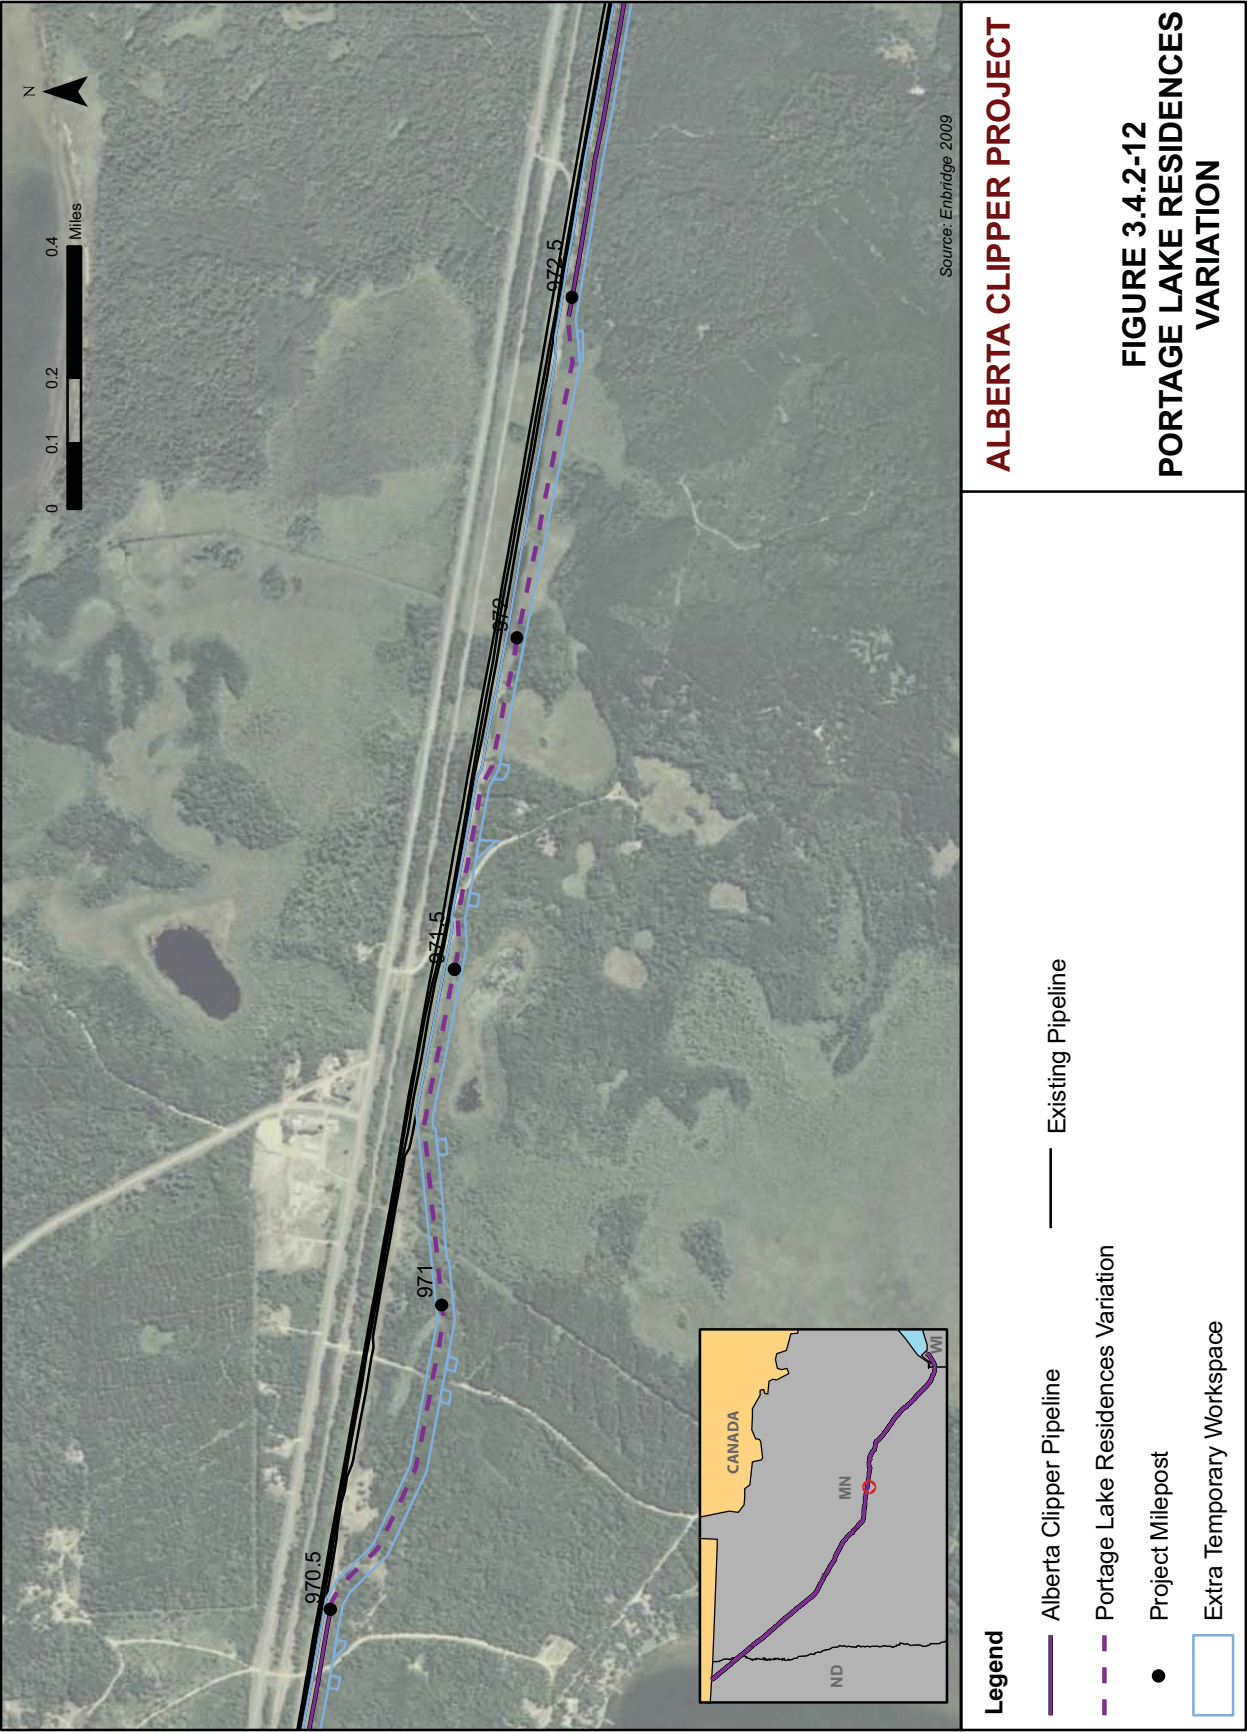 N
0
0.1
0.2
0.4
Miles
970.5
971
971.5
972
972.5
Source: Enbridge 2009
CANADA
MN
ND
WI
Legend
Alberta Clipper Pipeline
Existing Pipeline
Portage Lake Residences Variation
Project Milepost
Extra Temporary Workspace
ALBERTA CLIPPER PROJECT
FIGURE 3.4.2-12
PORTAGE LAKE RESIDENCES
VARIATION